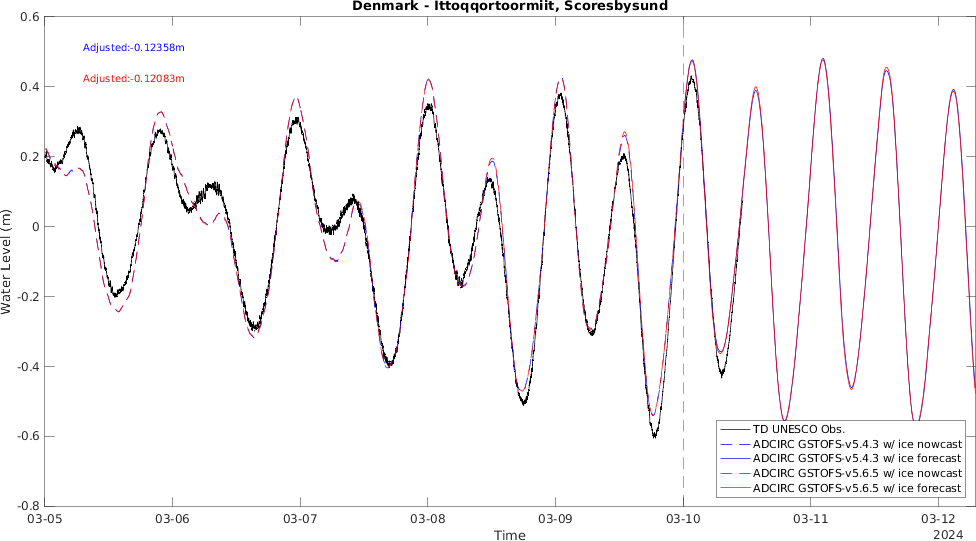 Denmark - Ittoqqortoormiit, Scoresbysund
0.6
Adjusted:-0.12358m
Adjusted:-0.12083m
0.4
0.2
0
-0.2
-0.4
-0.6
-0.8
Water Level (m)
TD UNESCO Obs.
ADCIRC GSTOFS-v5.4.3 w/ ice nowcast
ADCIRC GSTOFS-v5.4.3 w/ ice forecast
ADCIRC GSTOFS-v5.6.5 w/ ice nowcast
ADCIRC GSTOFS-v5.6.5 w/ ice forecast
03-05 03-06 03-07 03-08 03-09 03-10 03-11 03-12
Time
2024